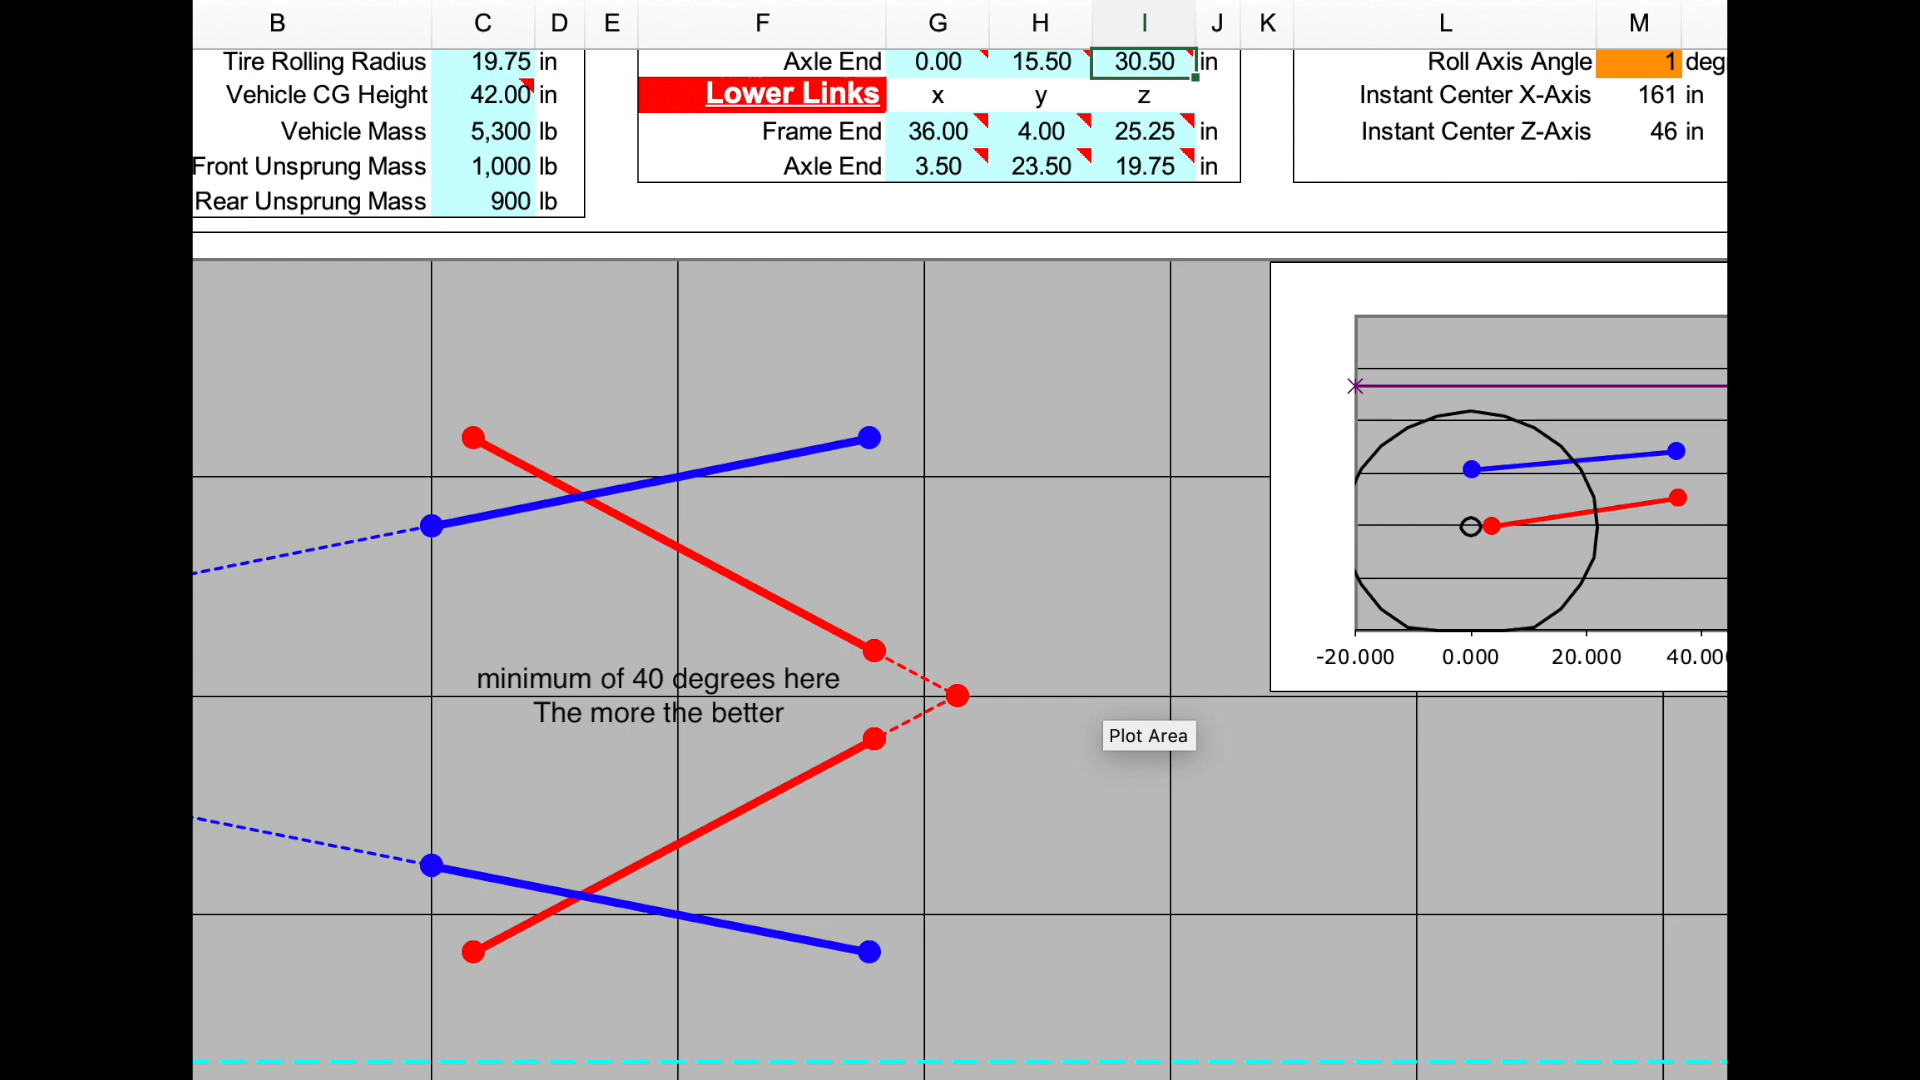 B C D E F G H I J K L M
Tire Rolling Radius 19.75 in Axle End 0.00 15.50 30.50 in Roll Axis Angle 1 deg
Vehicle CG Height 42.00 in Lower Links x y z Instant Center X-Axis 161 in
Vehicle Mass 5,300 lb Frame End 36.00 4.00 25.25 in Instant Center Z-Axis 46 in
Front Unsprung Mass 1,000 lb Axle End 3.50 23.50 19.75 in
Rear Unsprung Mass 900 lb
-20.000 0.000 20.000 40.000
minimum of 40 degrees here
The more the better
Plot Area